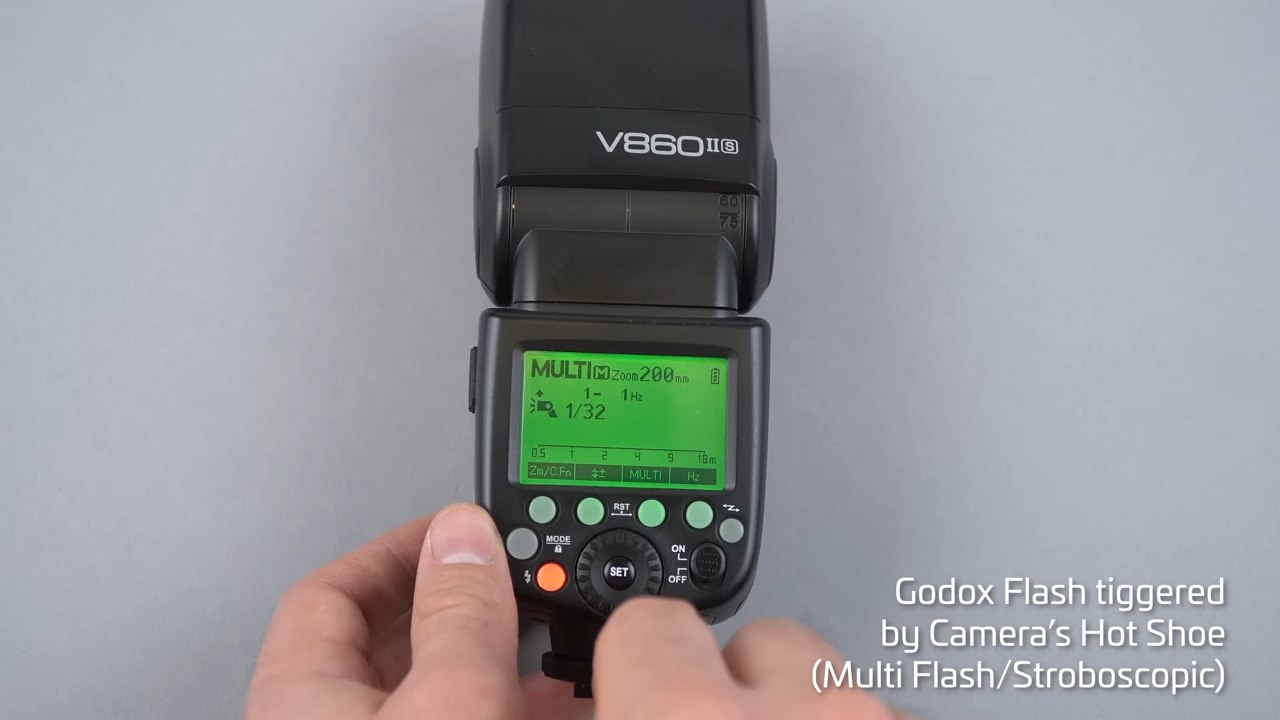 V860IIS
60
75
MULTI M Zoom 200mm
1- 1Hz
1/32
0.5 1 2 4 9 18m
Zm/C.Fn MULTI Hz
RST
MODE
SET
ON
OFF
Godox Flash tiggered
by Camera's Hot Shoe
(Multi Flash/Stroboscopic)